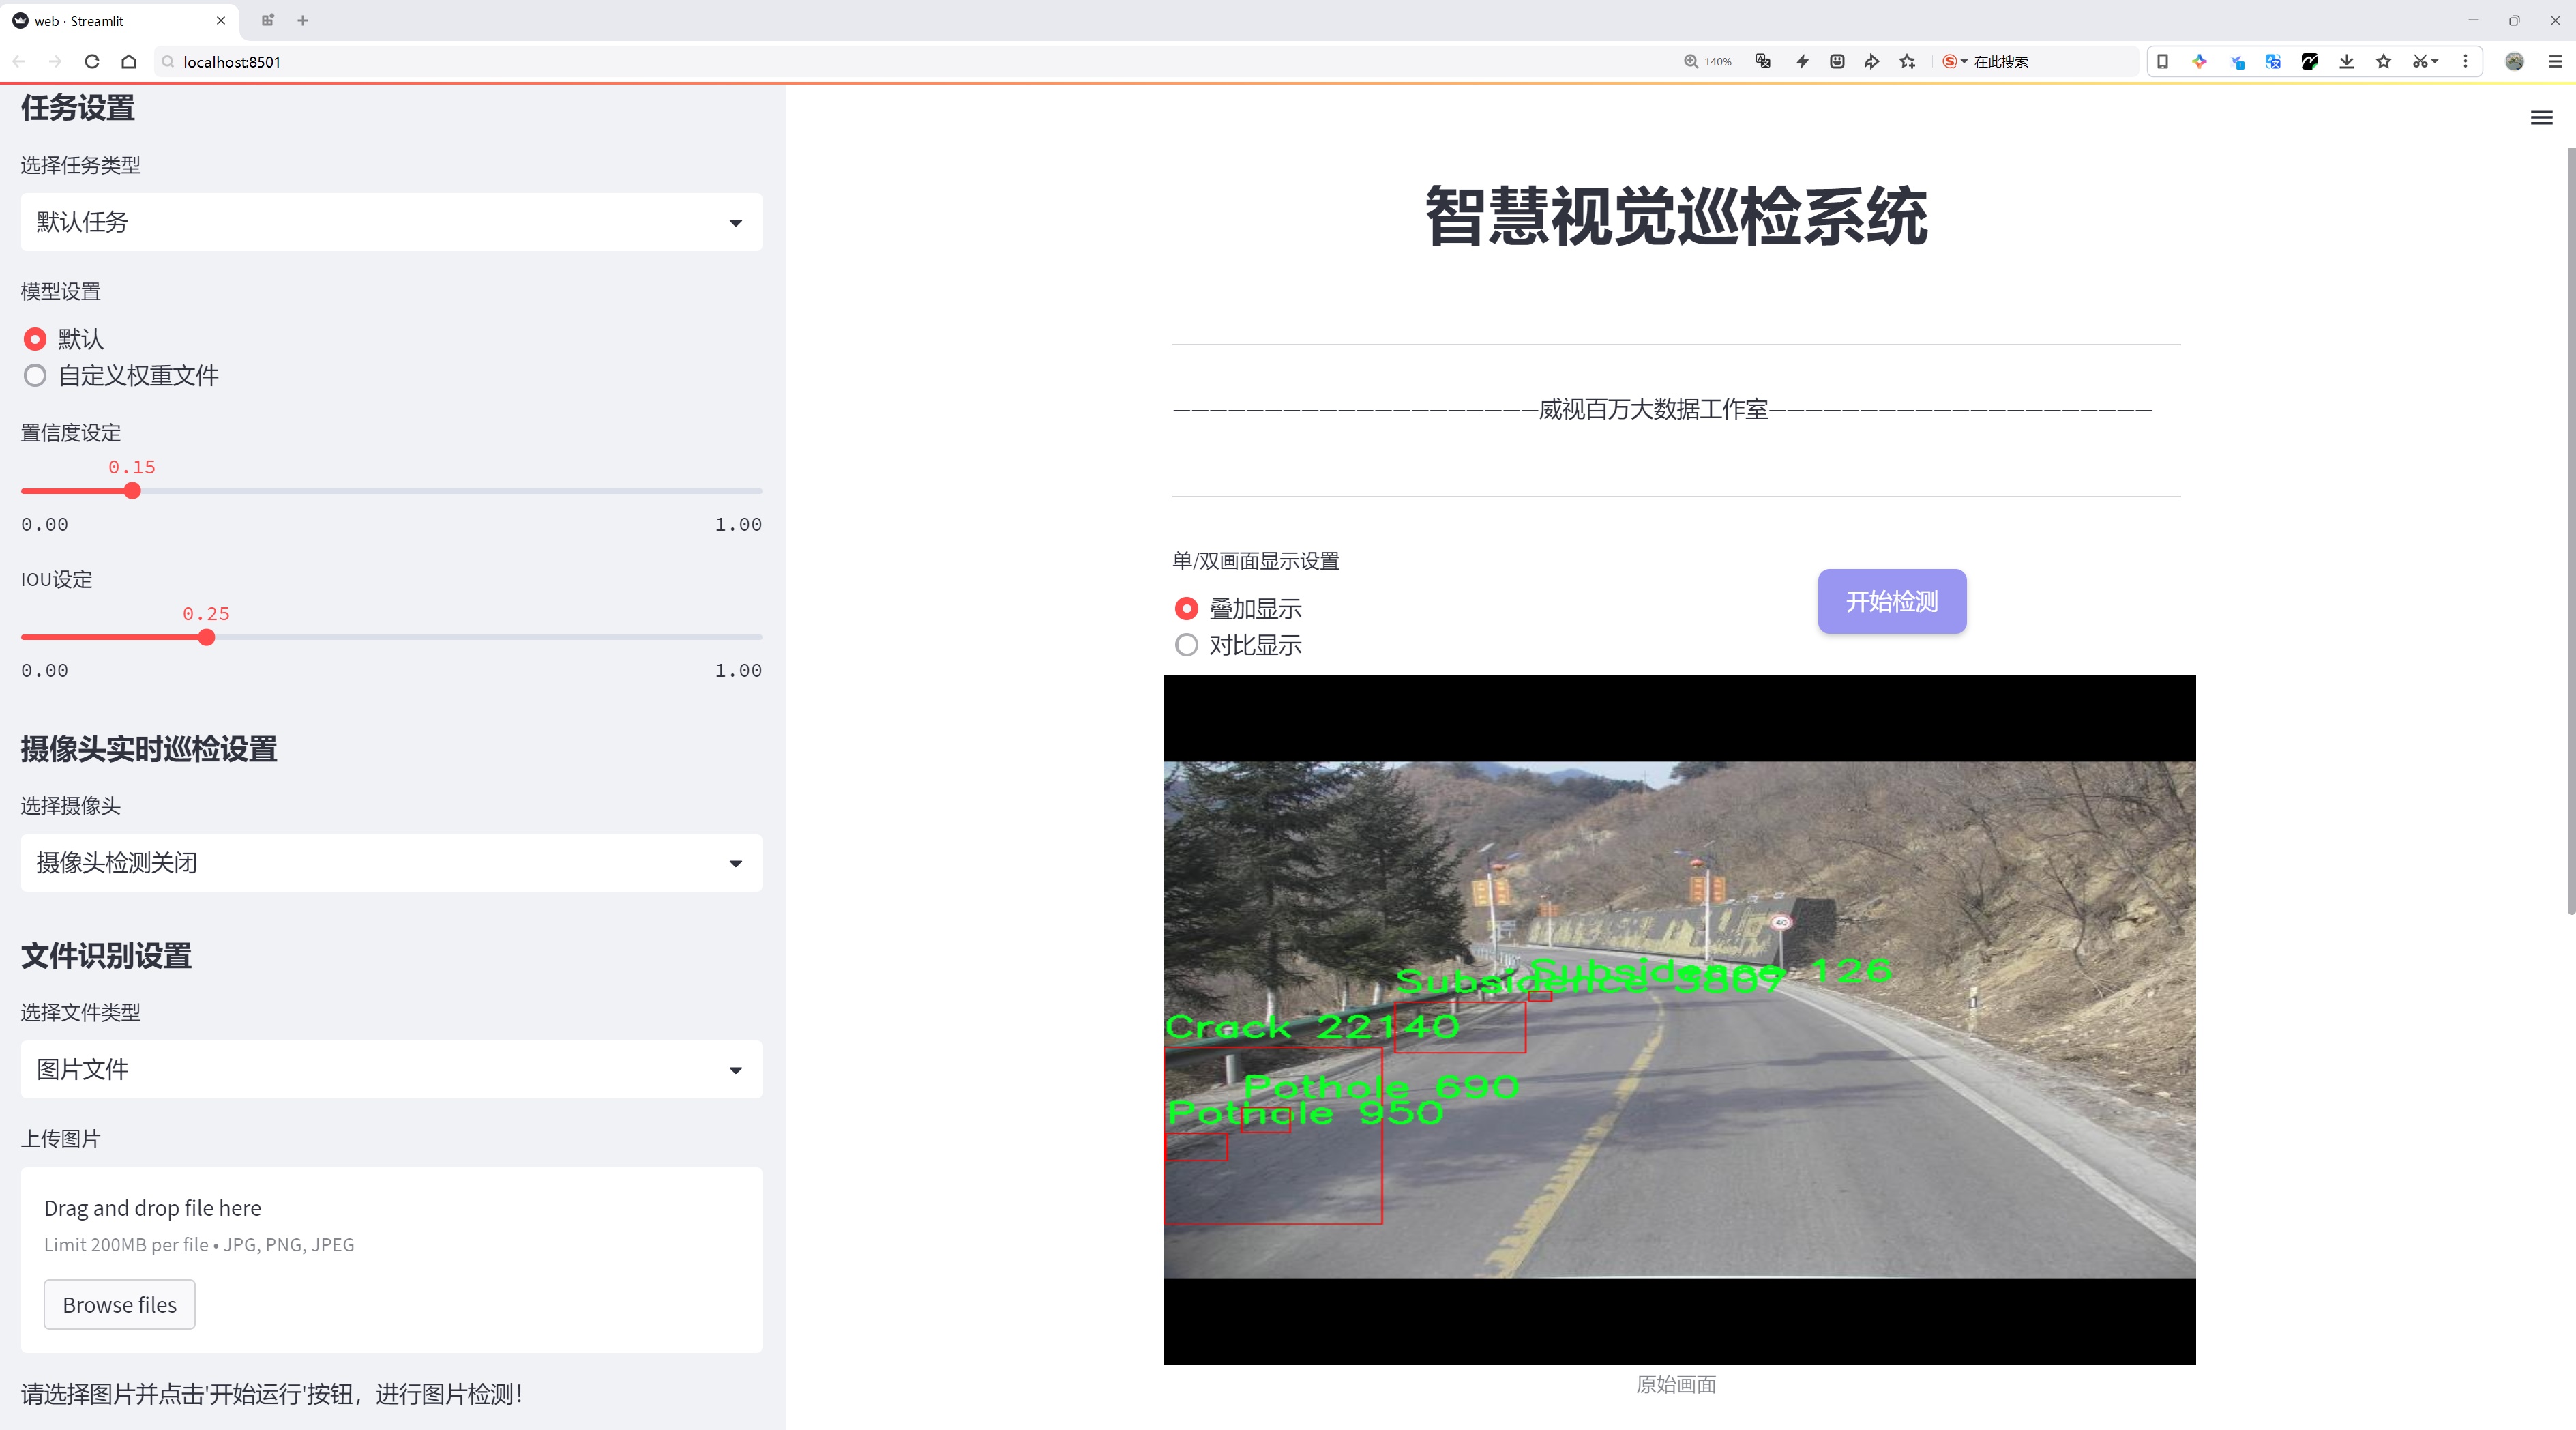 web · Streamlit
localhost:8501
140%
在此搜索
任务设置
选择任务类型
默认任务
模型设置
默认
自定义权重文件
置信度设定
0.15
0.00
1.00
IOU设定
0.25
0.00
1.00
摄像头实时巡检设置
选择摄像头
摄像头检测关闭
文件识别设置
选择文件类型
图片文件
上传图片
Drag and drop file here
Limit 200MB per file • JPG, PNG, JPEG
Browse files
请选择图片并点击'开始运行'按钮，进行图片检测！
智慧视觉巡检系统
————————————————————威视百万大数据工作室—————————————————————
单/双画面显示设置
叠加显示
对比显示
开始检测
40
Subsidence 126
Subsidence 3809
Crack 22140
Pothole 690
Pothole 950
原始画面